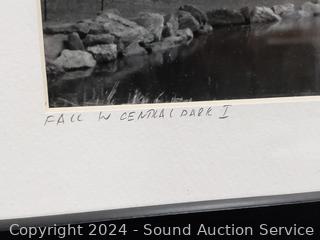 FALL IN CENTRAL PARK I
Copyright 2024 - Sound Auction Service